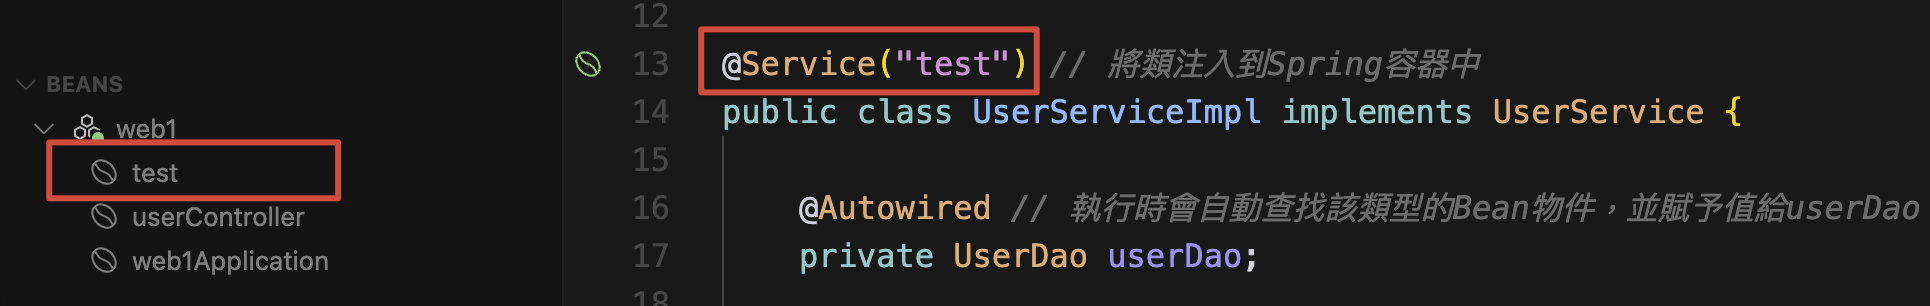 BEANS
web1
test
userController
web1Application
12
13 @Service("test") // 將類注入到Spring容器中
14 public class UserServiceImpl implements UserService {
15
16 @Autowired // 執行時會自動查找該類型的Bean物件，並賦予值給userDao
17 private UserDao userDao;
18